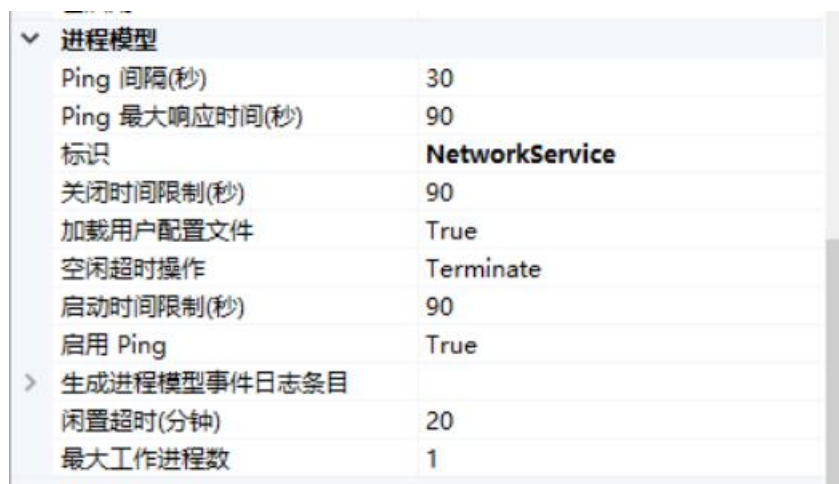 进程模型
Ping 间隔(秒) 30
Ping 最大响应时间(秒) 90
标识 NetworkService
关闭时间限制(秒) 90
加载用户配置文件 True
空闲超时操作 Terminate
启动时间限制(秒) 90
启用 Ping True
生成进程模型事件日志条目
闲置超时(分钟) 20
最大工作进程数 1